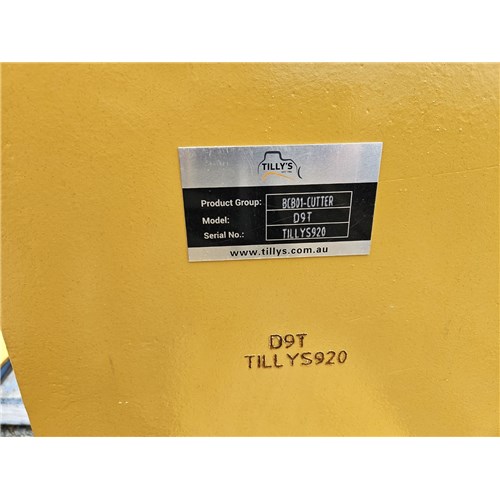 TILLY'S
Product Group: BCB01-CUTTER
Model: D9T
Serial No.: TILLYS920
www.tillys.com.au
D9T
TILLYS920